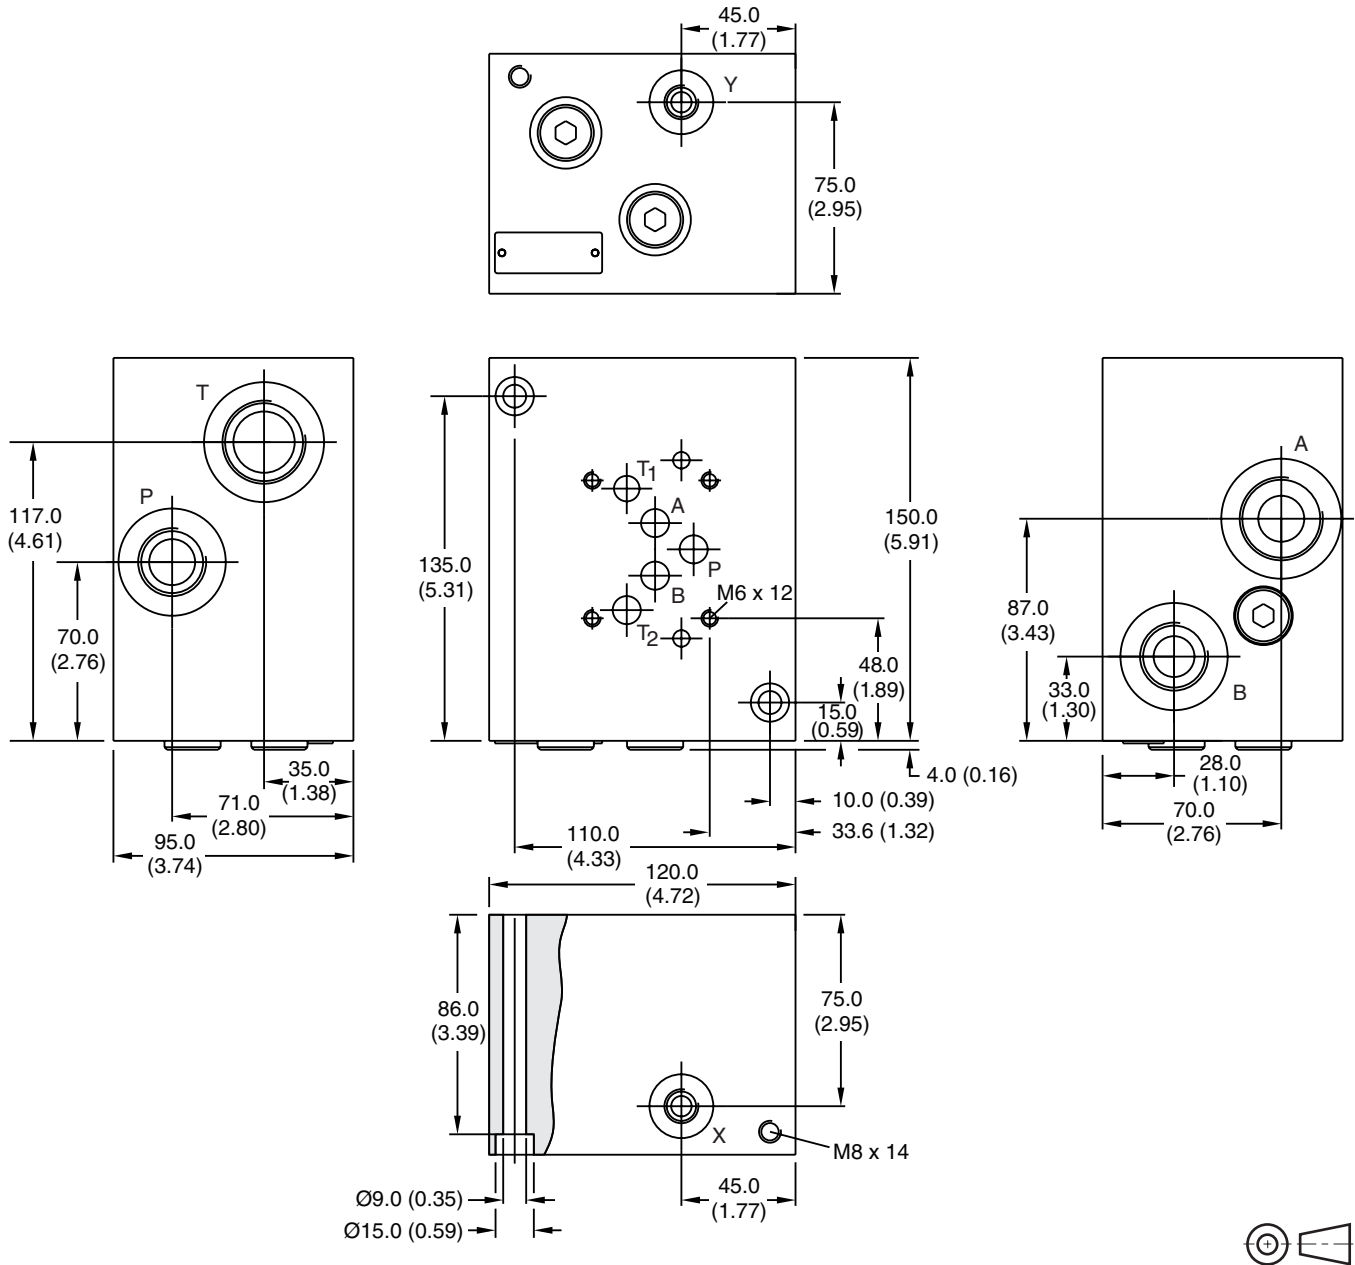 45.0
(1.77)
Y
75.0
(2.95)
T
P
117.0
(4.61)
70.0
(2.76)
35.0
(1.38)
71.0
(2.80)
95.0
(3.74)
135.0
(5.31)
T1
A
P
B
T2
M6 x 12
150.0
(5.91)
48.0
(1.89)
15.0
(0.59)
4.0 (0.16)
10.0 (0.39)
33.6 (1.32)
110.0
(4.33)
120.0
(4.72)
A
B
87.0
(3.43)
33.0
(1.30)
28.0
(1.10)
70.0
(2.76)
86.0
(3.39)
75.0
(2.95)
X
M8 x 14
Ø9.0 (0.35)
Ø15.0 (0.59)
45.0
(1.77)